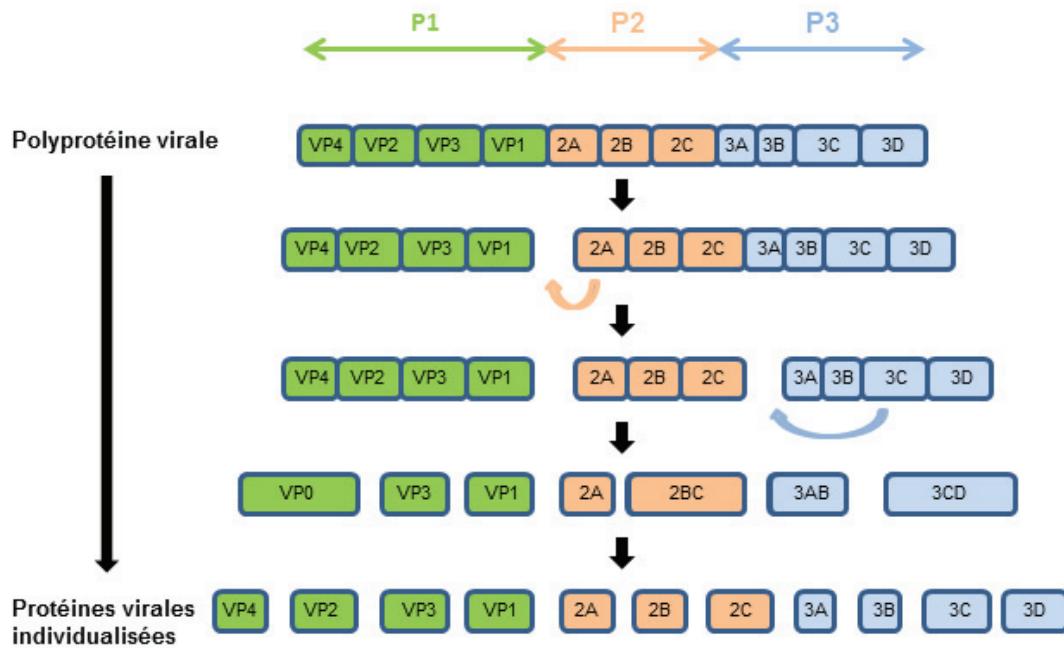 P1 P2 P3
Polyprotéine virale
VP4 VP2 VP3 VP1 2A 2B 2C 3A 3B 3C 3D
VP4 VP2 VP3 VP1 2A 2B 2C 3A 3B 3C 3D
VP4 VP2 VP3 VP1 2A 2B 2C 3A 3B 3C 3D
VP0 VP3 VP1 2A 2BC 3AB 3CD
Protéines virales
individualisées
VP4 VP2 VP3 VP1 2A 2B 2C 3A 3B 3C 3D